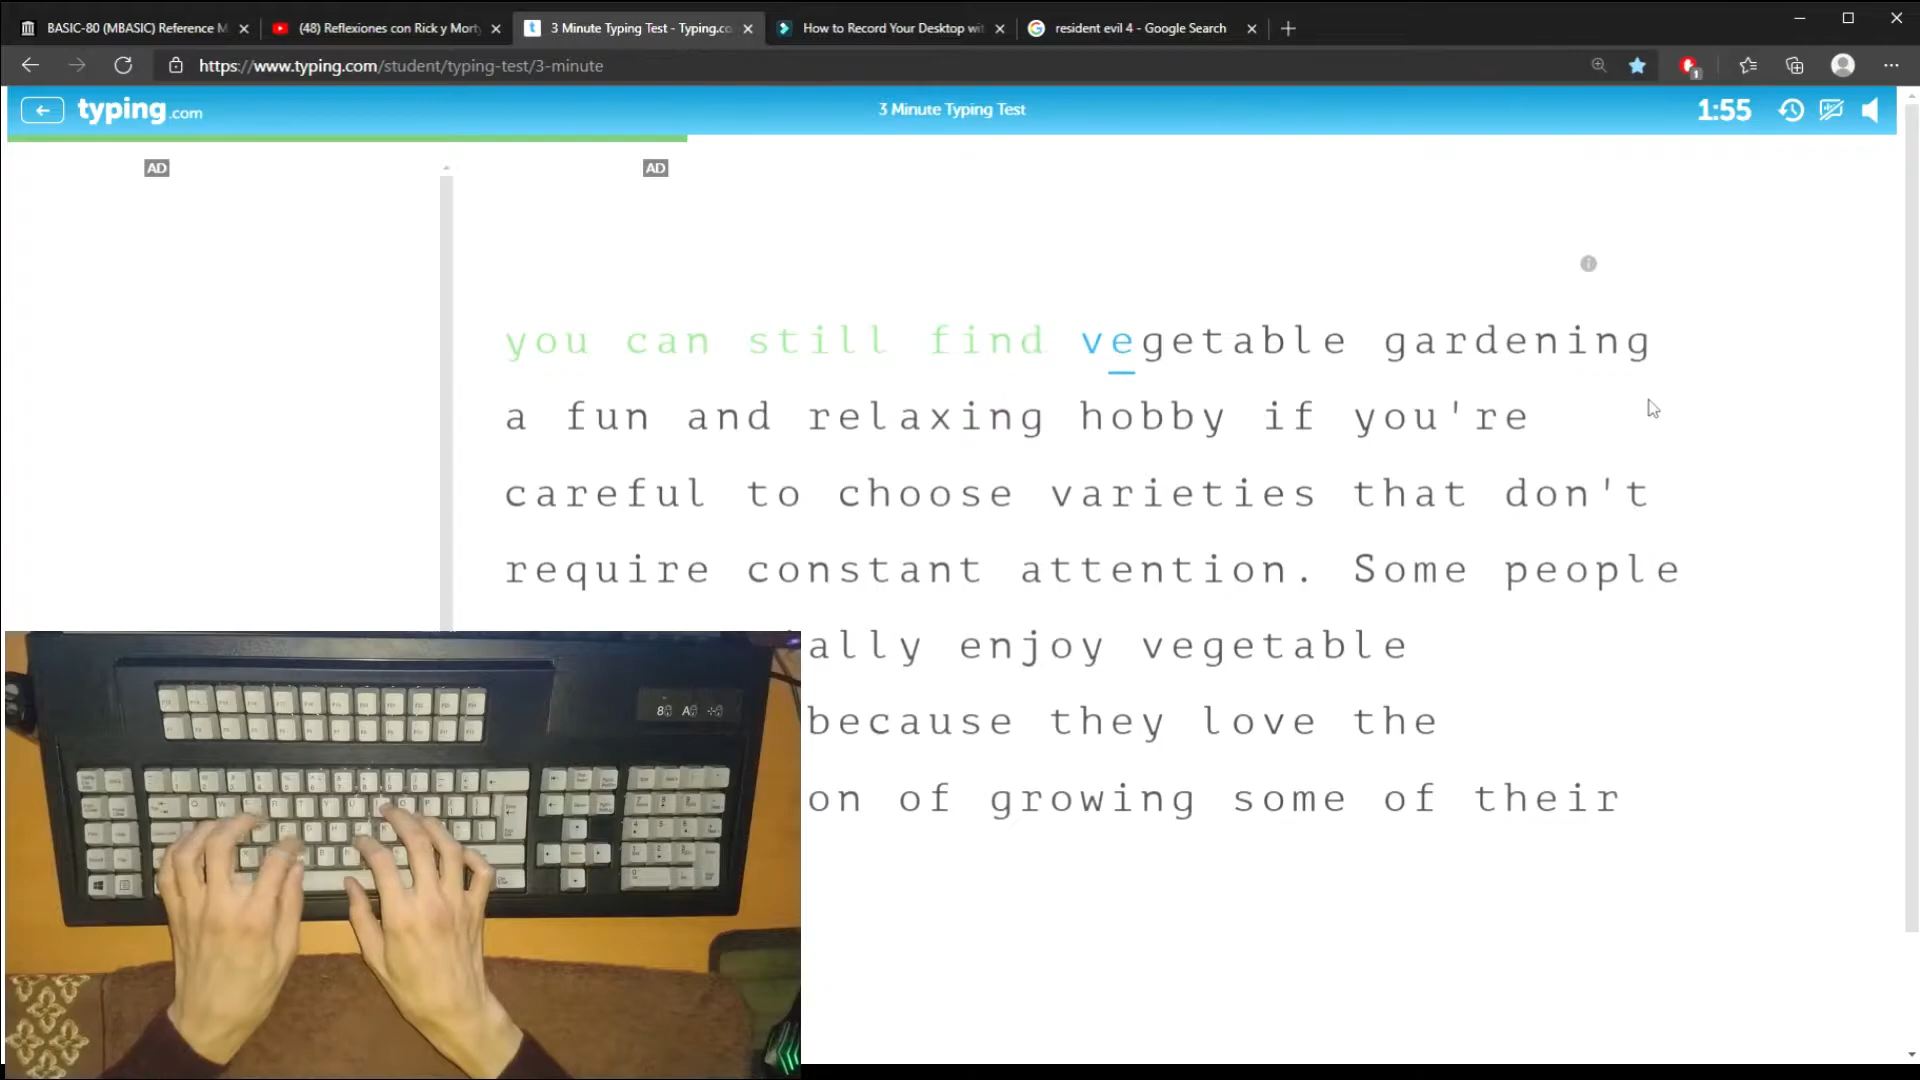 BASIC-80 (MBASIC) Reference M
(48) Reflexiones con Rick y Morty
3 Minute Typing Test - Typing.co
How to Record Your Desktop wit
resident evil 4 - Google Search
https://www.typing.com/student/typing-test/3-minute
1
typing.com
3 Minute Typing Test
1:55
AD
AD
you can still find vegetable gardening
a fun and relaxing hobby if you're
careful to choose varieties that don't
require constant attention. Some people
ally enjoy vegetable
because they love the
on of growing some of their